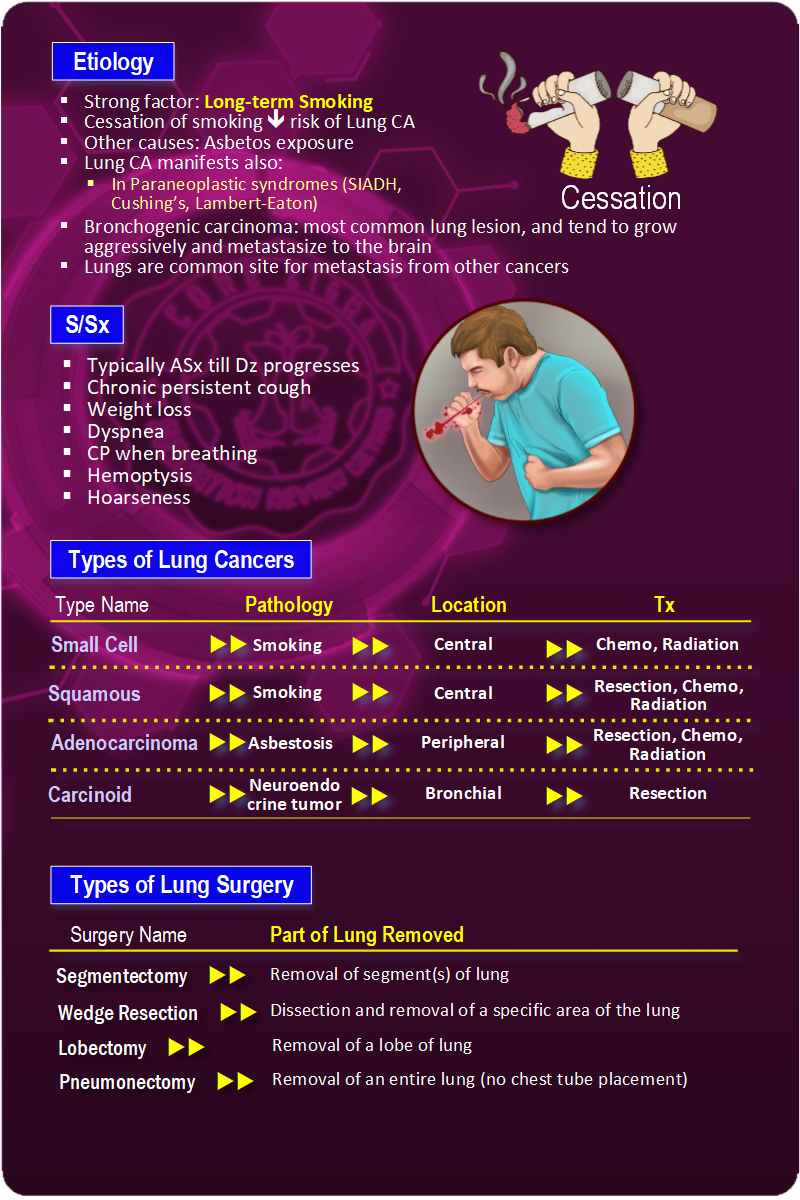 Etiology
▪ Strong factor: Long-term Smoking
▪ Cessation of smoking 🡻 risk of Lung CA
▪ Other causes: Asbetos exposure
▪ Lung CA manifests also:
▪ In Paraneoplastic syndromes (SIADH,
Cushing’s, Lambert-Eaton)
Cessation
▪ Bronchogenic carcinoma: most common lung lesion, and tend to grow
aggressively and metastasize to the brain
▪ Lungs are common site for metastasis from other cancers
S/Sx
▪ Typically ASx till Dz progresses
▪ Chronic persistent cough
▪ Weight loss
▪ Dyspnea
▪ CP when breathing
▪ Hemoptysis
▪ Hoarseness
COPYRIGHT
REVIEW
Types of Lung Cancers
Type Name Pathology Location Tx
Small Cell ▶▶ Smoking ▶▶ Central ▶▶ Chemo, Radiation
Squamous ▶▶ Smoking ▶▶ Central ▶▶ Resection, Chemo,
Radiation
Adenocarcinoma ▶▶ Asbestosis ▶▶ Peripheral ▶▶ Resection, Chemo,
Radiation
Carcinoid ▶▶ Neuroendo
crine tumor ▶▶ Bronchial ▶▶ Resection
Types of Lung Surgery
Surgery Name Part of Lung Removed
Segmentectomy ▶▶ Removal of segment(s) of lung
Wedge Resection ▶▶ Dissection and removal of a specific area of the lung
Lobectomy ▶▶ Removal of a lobe of lung
Pneumonectomy ▶▶ Removal of an entire lung (no chest tube placement)